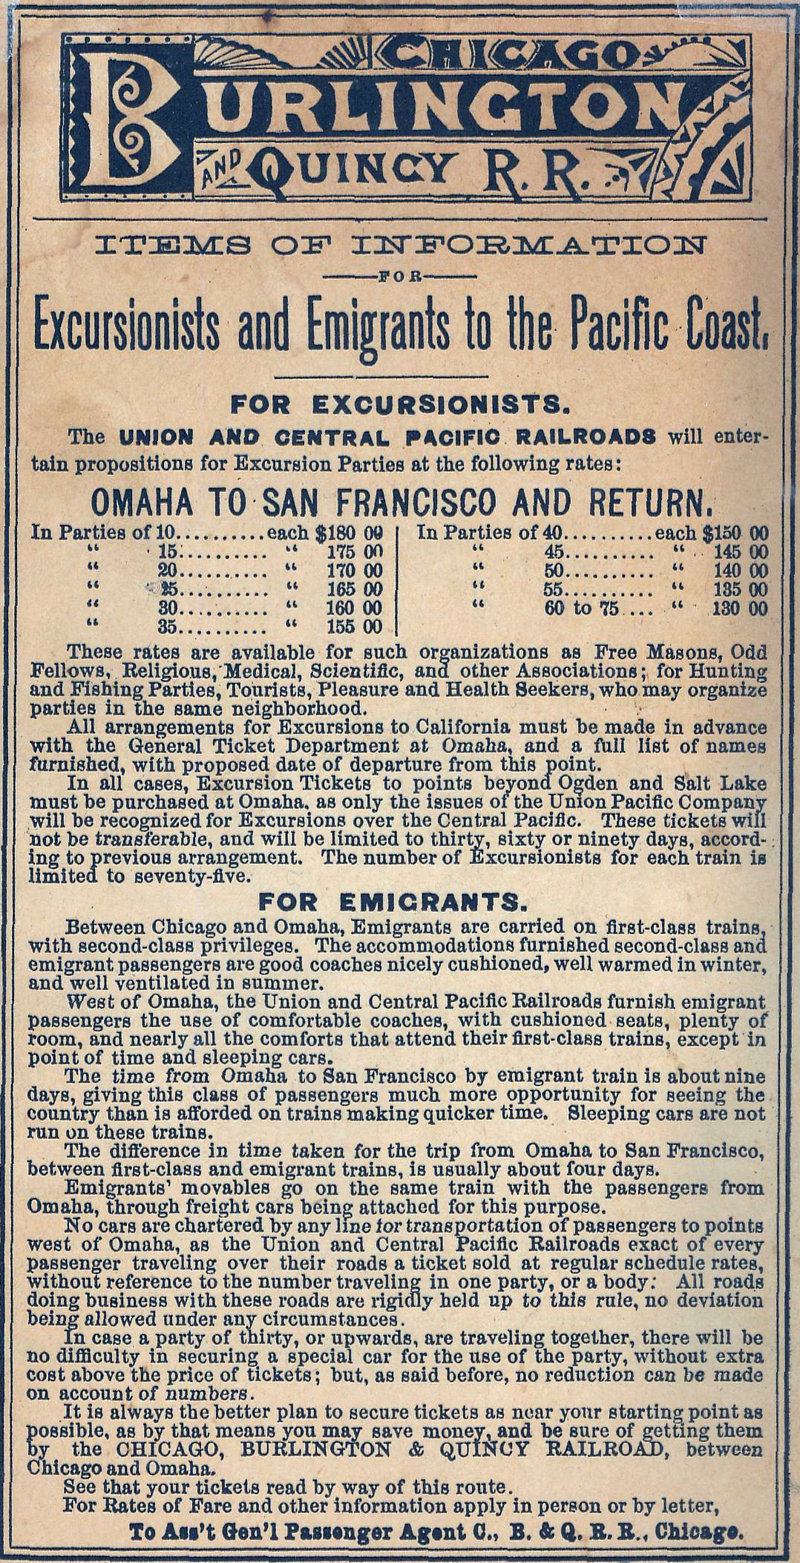 CHICAGO
BURLINGTON
AND QUINCY R. R.
ITEMS OF INFORMATION
FOR
Excursionists and Emigrants to the Pacific Coast.
FOR EXCURSIONISTS.
The UNION AND CENTRAL PACIFIC RAILROADS will enter-
tain propositions for Excursion Parties at the following rates:
OMAHA TO SAN FRANCISCO AND RETURN.
In Parties of 10..........each $180 00
“ 15.......... “ 175 00
“ 20.......... “ 170 00
“ 25.......... “ 165 00
“ 30.......... “ 160 00
“ 35.......... “ 155 00
In Parties of 40..........each $150 00
“ 45.......... “ 145 00
“ 50.......... “ 140 00
“ 55.......... “ 135 00
“ 60 to 75.... “ 130 00
These rates are available for such organizations as Free Masons, Odd
Fellows, Religious, Medical, Scientific, and other Associations; for Hunting
and Fishing Parties, Tourists, Pleasure and Health Seekers, who may organize
parties in the same neighborhood.
All arrangements for Excursions to California must be made in advance
with the General Ticket Department at Omaha, and a full list of names
furnished, with proposed date of departure from this point.
In all cases, Excursion Tickets to points beyond Ogden and Salt Lake
must be purchased at Omaha, as only the issues of the Union Pacific Company
will be recognized for Excursions over the Central Pacific. These tickets will
not be transferable, and will be limited to thirty, sixty or ninety days, accord-
ing to previous arrangement. The number of Excursionists for each train is
limited to seventy-five.
FOR EMIGRANTS.
Between Chicago and Omaha, Emigrants are carried on first-class trains,
with second-class privileges. The accommodations furnished second-class and
emigrant passengers are good coaches nicely cushioned, well warmed in winter,
and well ventilated in summer.
West of Omaha, the Union and Central Pacific Railroads furnish emigrant
passengers the use of comfortable coaches, with cushioned seats, plenty of
room, and nearly all the comforts that attend their first-class trains, except in
point of time and sleeping cars.
The time from Omaha to San Francisco by emigrant train is about nine
days, giving this class of passengers much more opportunity for seeing the
country than is afforded on trains making quicker time. Sleeping cars are not
run on these trains.
The difference in time taken for the trip from Omaha to San Francisco,
between first-class and emigrant trains, is usually about four days.
Emigrants' movables go on the same train with the passengers from
Omaha, through freight cars being attached for this purpose.
No cars are chartered by any line for transportation of passengers to points
west of Omaha, as the Union and Central Pacific Railroads exact of every
passenger traveling over their roads a ticket sold at regular schedule rates,
without reference to the number traveling in one party, or a body: All roads
doing business with these roads are rigidly held up to this rule, no deviation
being allowed under any circumstances.
In case a party of thirty, or upwards, are traveling together, there will be
no difficulty in securing a special car for the use of the party, without extra
cost above the price of tickets; but, as said before, no reduction can be made
on account of numbers.
It is always the better plan to secure tickets as near your starting point as
possible, as by that means you may save money, and be sure of getting them
by the CHICAGO, BURLINGTON & QUINCY RAILROAD, between
Chicago and Omaha.
See that your tickets read by way of this route.
For Rates of Fare and other information apply in person or by letter,
To Ass't Gen'l Passenger Agent C., B. & Q. R. R., Chicago.